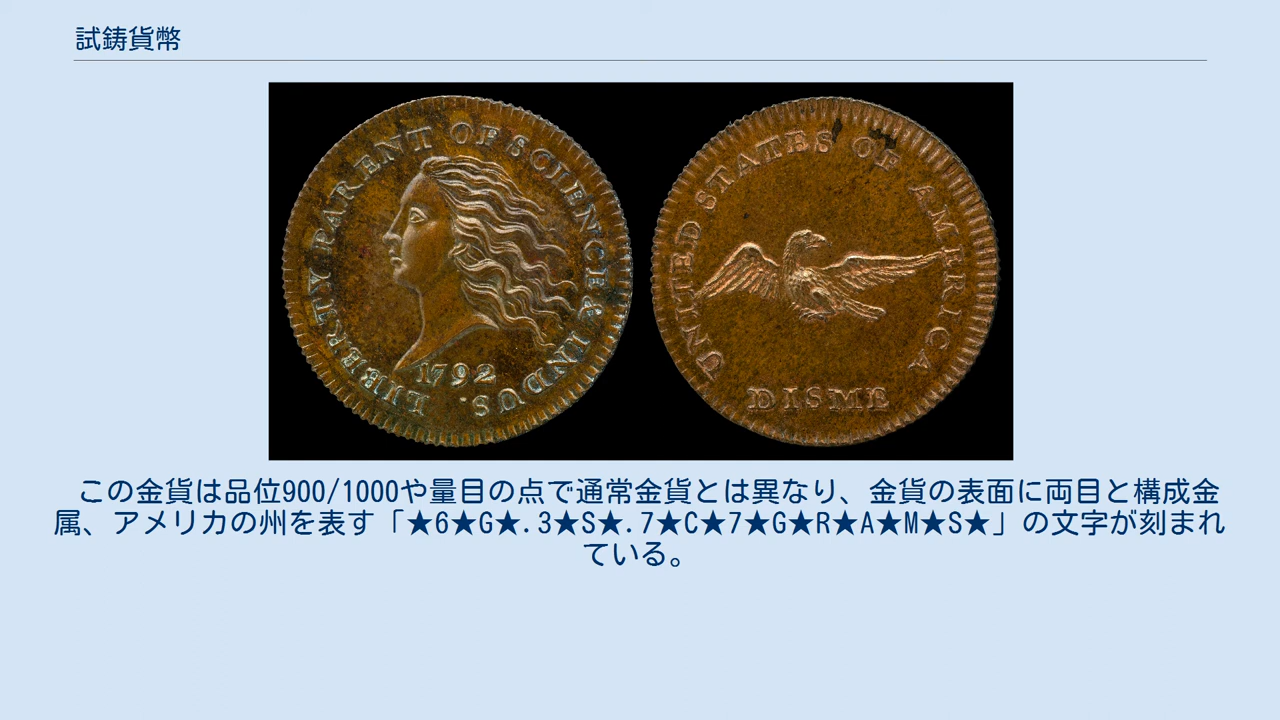 試鋳貨幣
LIBERTY PARENT OF SCIENCE & INDUS.
1792
UNITED STATES OF AMERICA
DISME
この金貨は品位900/1000や量目の点で通常金貨とは異なり、金貨の表面に両目と構成金
属、アメリカの州を表す「★6★G★.3★S★.7★C★7★G★R★A★M★S★」の文字が刻まれ
ている。